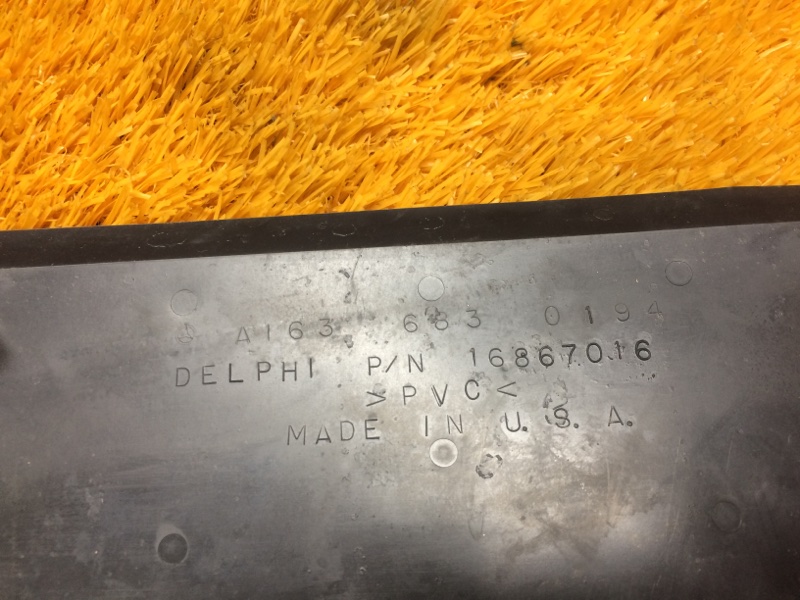 A163 683 0194
DELPHI P/N 16867016
>PVC<
MADE IN U.S.A.